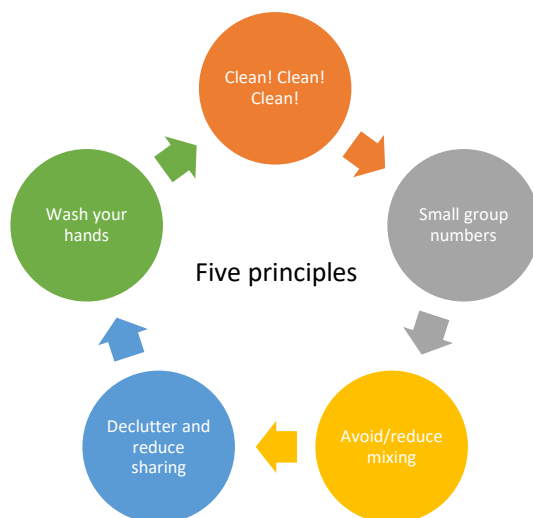 Clean! Clean!
Clean!
Small group
numbers
Avoid/reduce
mixing
Declutter and
reduce
sharing
Wash your
hands
Five principles